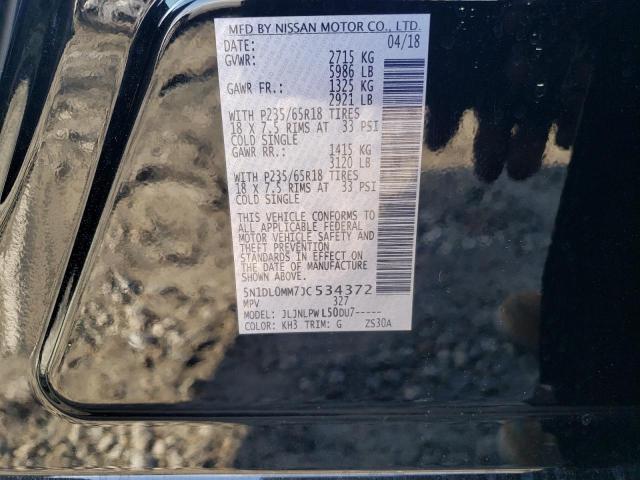 MFD BY NISSAN MOTOR CO., LTD.
DATE: 04/18
GVWR: 2715 KG
5986 LB
GAWR FR.: 1325 KG
2921 LB
WITH P235/65R18 TIRES
18 X 7.5 RIMS AT 33 PSI
COLD SINGLE
GAWR RR.: 1415 KG
3120 LB
WITH P235/65R18 TIRES
18 X 7.5 RIMS AT 33 PSI
COLD SINGLE
THIS VEHICLE CONFORMS TO
ALL APPLICABLE FEDERAL
MOTOR VEHICLE SAFETY AND
THEFT PREVENTION
STANDARDS IN EFFECT ON
THE DATE OF MANUFACTURE
SHOWN ABOVE.
5N1DL0MM7JC534372
MPV 327
MODEL: JLJNLPWL50DU7-----
COLOR: KH3 TRIM: G ZS30A